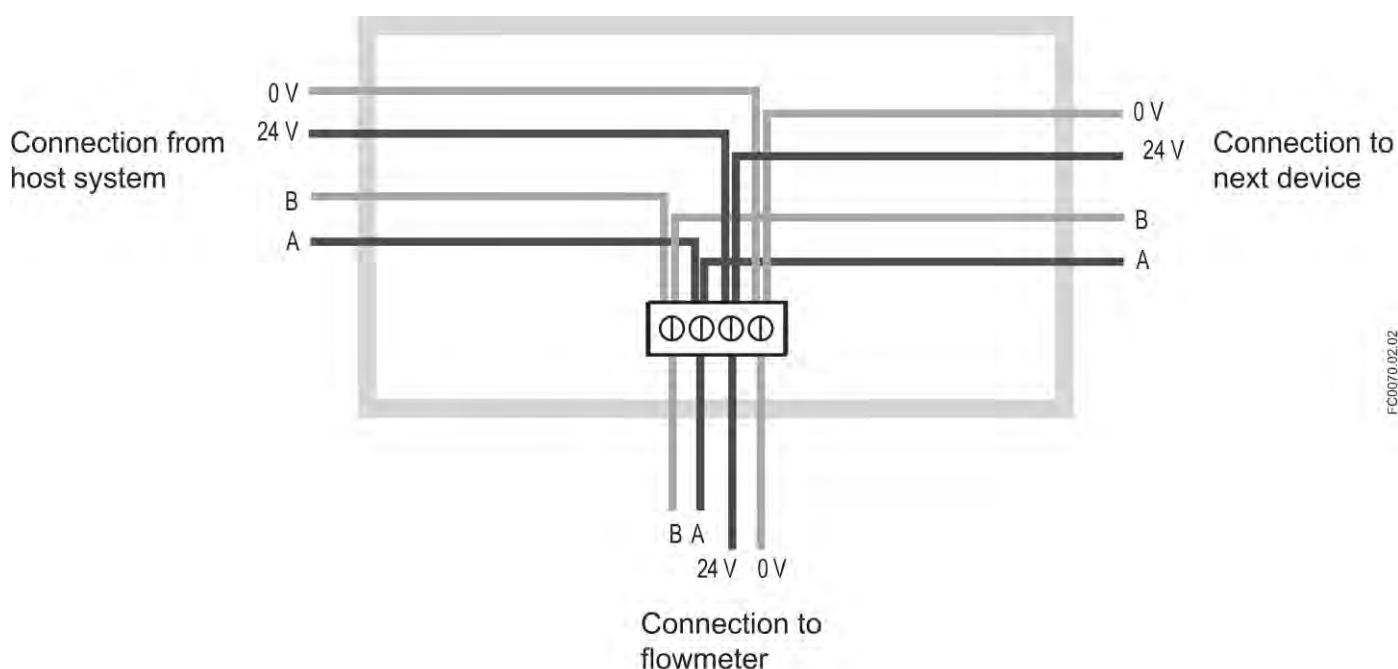 Connection from
host system
0 V
24 V
B
A
0 V
24 V
B
A
Connection to
next device
B A
24 V 0 V
Connection to
flowmeter
FC0070.02.02